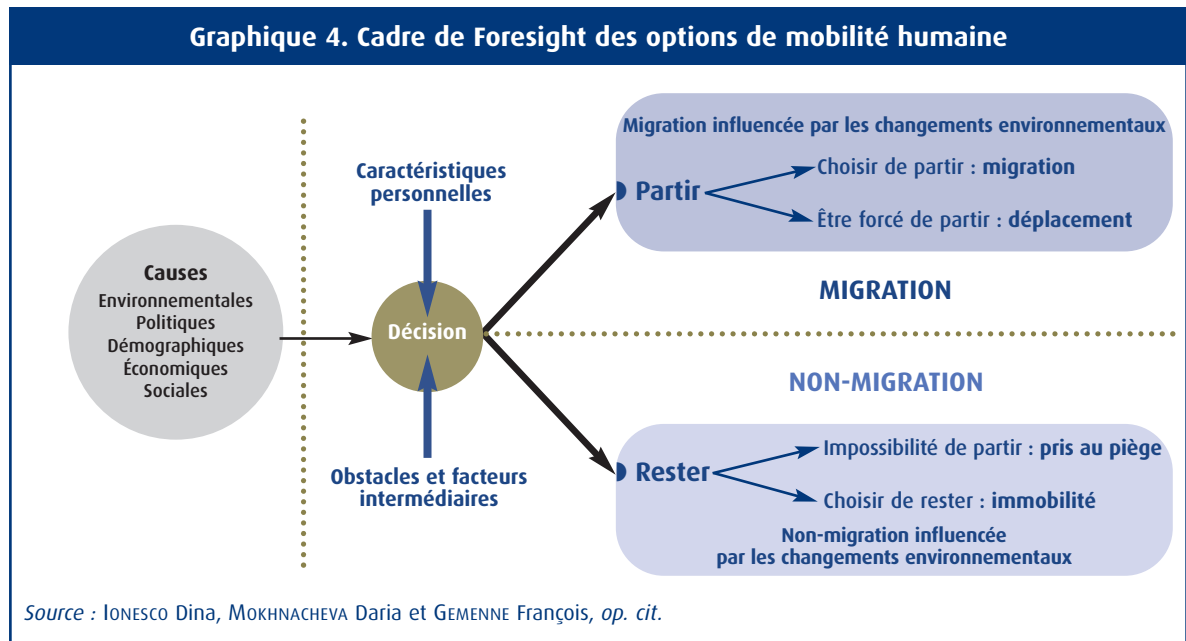 Graphique 4. Cadre de Foresight des options de mobilité humaine
Causes
Environnementales
Politiques
Démographiques
Économiques
Sociales
Caractéristiques
personnelles
Décision
Obstacles et facteurs
intermédiaires
Migration influencée par les changements environnementaux
Partir
Choisir de partir : migration
Être forcé de partir : déplacement
MIGRATION
NON-MIGRATION
Rester
Impossibilité de partir : pris au piège
Choisir de rester : immobilité
Non-migration influencée
par les changements environnementaux
Source : IONESCO Dina, MOKHNACHEVA Daria et GEMENNE François, op. cit.